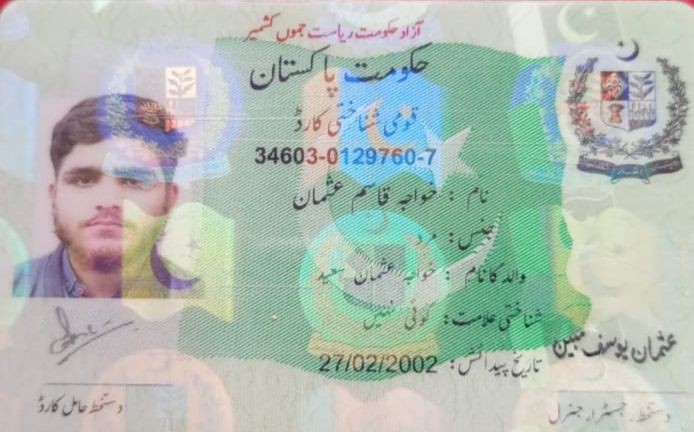 آزاد حکومت ریاست جموں کشمیر
حکومت پاکستان
قومی شناختی کارڈ
34603-0129760-7
نام : خواجہ قاسم عثمان
جنس : مرد
والد کا نام : خواجہ عثمان سعید
شناختی علامت : کوئی نہیں
تاریخ پیدائش : 27/02/2002
عثمان یوسف مبین
دستخط حامل کارڈ
دستخط رجسٹرار جنرل